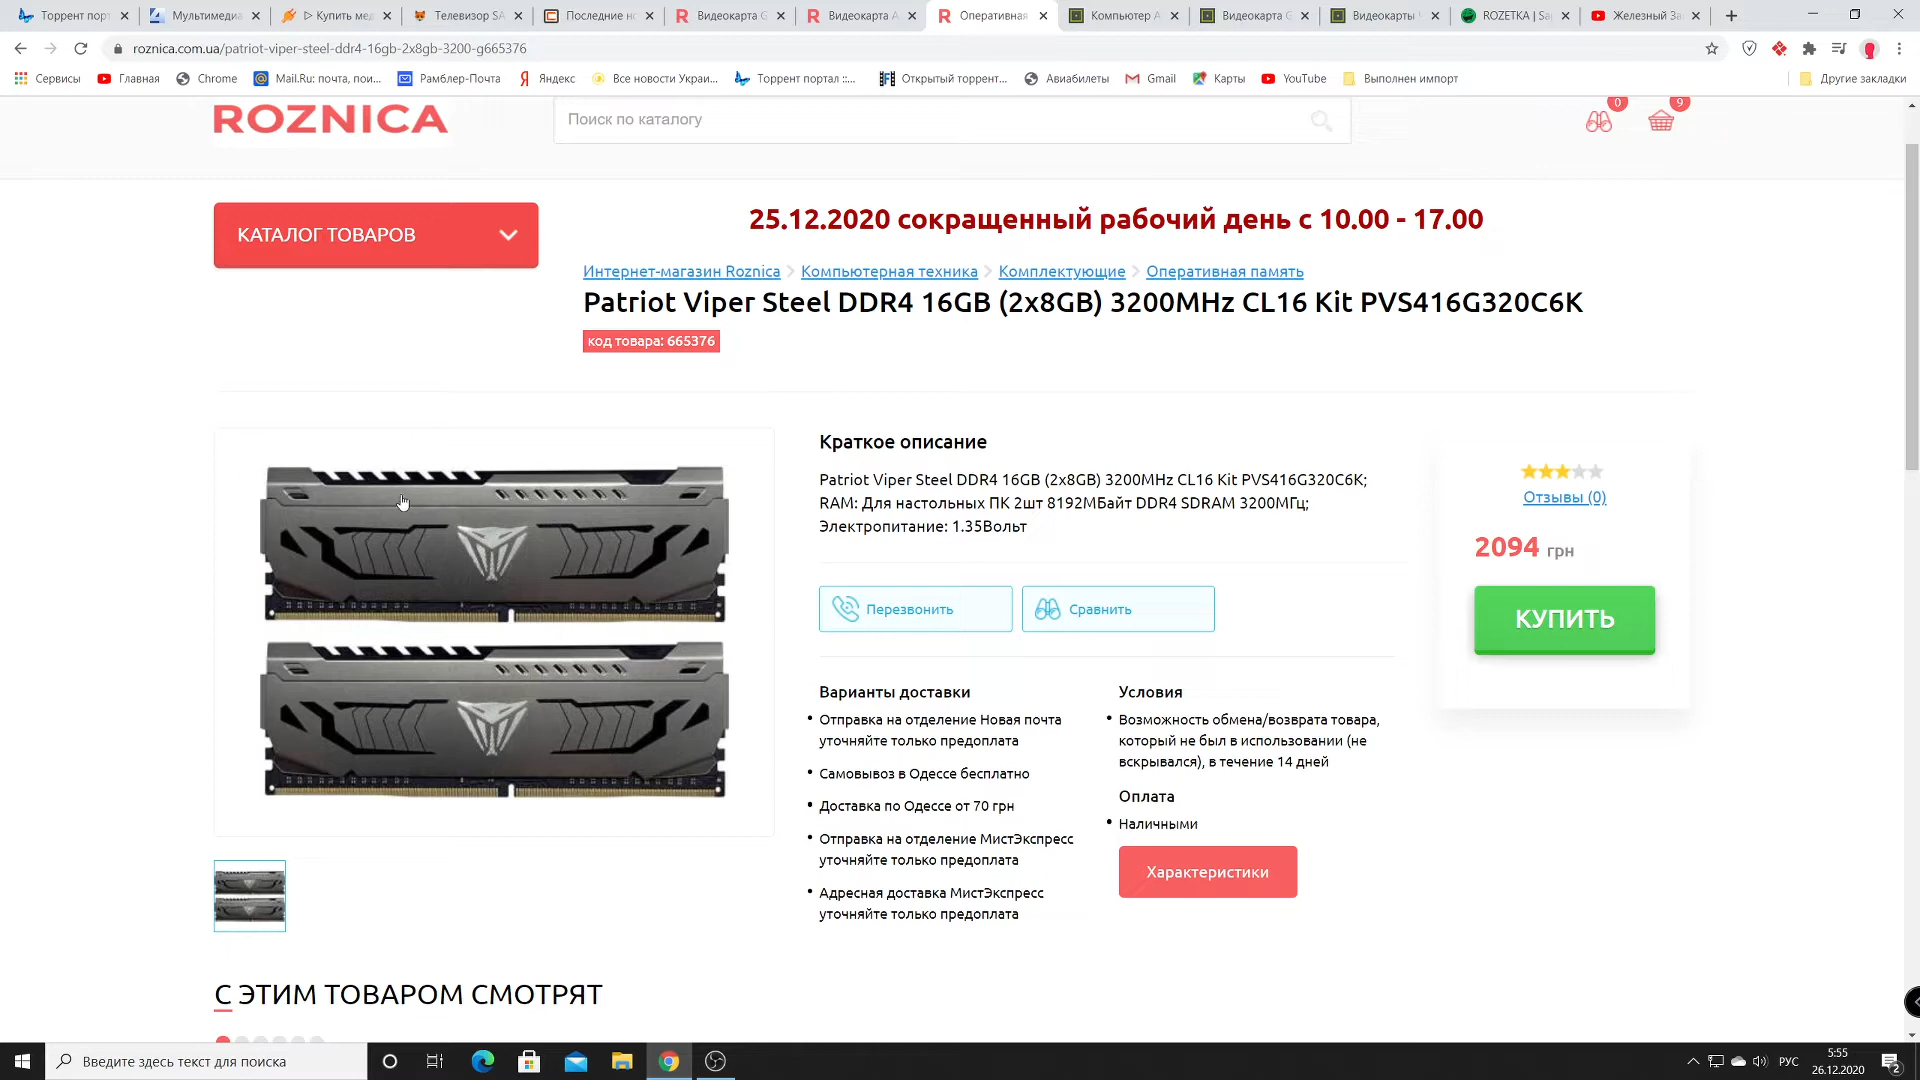 Торрент пор
Мультимедиа
▷ Купить мед
Телевизор SA
Последние н
Видеокарта G
Видеокарта A
Оперативная
Компьютер A
Видеокарта G
Видеокарты
ROZETKA | Sa
Железный За
roznica.com.ua/patriot-viper-steel-ddr4-16gb-2x8gb-3200-g665376
Сервисы
Главная
Chrome
Mail.Ru: почта, пои...
Рамблер-Почта
Яндекс
Все новости Украи...
Торрент портал ::...
Открытый торрент...
Авиабилеты
Gmail
Карты
YouTube
Выполнен импорт
Другие закладки
ROZNICA
Поиск по каталогу
0
9
КАТАЛОГ ТОВАРОВ
25.12.2020 сокращенный рабочий день с 10.00 - 17.00
Интернет-магазин Roznica
Компьютерная техника
Комплектующие
Оперативная память
Patriot Viper Steel DDR4 16GB (2x8GB) 3200MHz CL16 Kit PVS416G320C6K
код товара: 665376
Краткое описание
Patriot Viper Steel DDR4 16GB (2x8GB) 3200MHz CL16 Kit PVS416G320C6K;
RAM: Для настольных ПК 2шт 8192МБайт DDR4 SDRAM 3200МГц;
Электропитание: 1.35Вольт
Отзывы (0)
2094 грн
КУПИТЬ
Перезвонить
Сравнить
Варианты доставки
• Отправка на отделение Новая почта
уточняйте только предоплата
• Самовывоз в Одессе бесплатно
• Доставка по Одессе от 70 грн
• Отправка на отделение МистЭкспресс
уточняйте только предоплата
• Адресная доставка МистЭкспресс
уточняйте только предоплата
Условия
• Возможность обмена/возврата товара,
который не был в использовании (не
вскрывался), в течение 14 дней
Оплата
• Наличными
Характеристики
С ЭТИМ ТОВАРОМ СМОТРЯТ
Введите здесь текст для поиска
РУС
5:55
26.12.2020
2